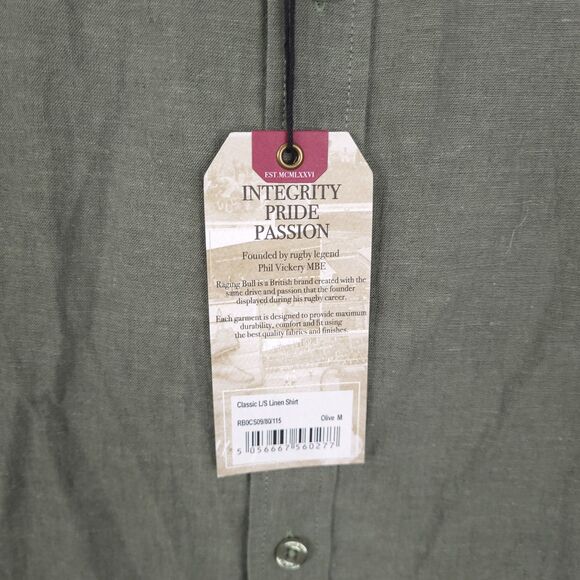 EST.MCMLXXVI
INTEGRITY
PRIDE
PASSION
Founded by rugby legend
Phil Vickery MBE
Raging Bull is a British brand created with the
same drive and passion that the founder
displayed during his rugby career.
Each garment is designed to provide maximum
durability, comfort and fit using
the best quality fabrics and finishes.
Classic L/S Linen Shirt
RB0CS09/80/115 Olive M
5 056667 560277